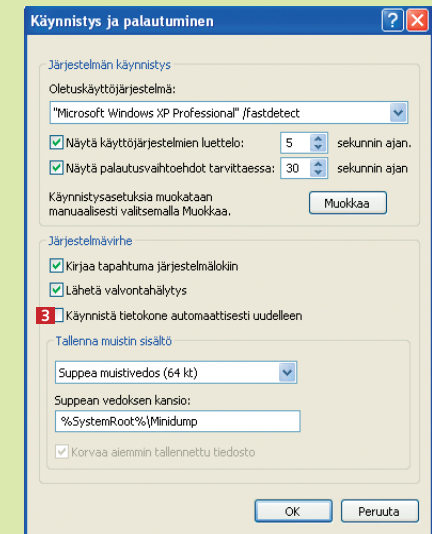 Käynnistys ja palautuminen
Järjestelmän käynnistys
Oletuskäyttöjärjestelmä:
"Microsoft Windows XP Professional" /fastdetect
Näytä käyttöjärjestelmien luettelo: 5 sekunnin ajan.
Näytä palautusvaihtoehdot tarvittaessa: 30 sekunnin ajan
Käynnistysasetuksia muokataan
manuaalisesti valitsemalla Muokkaa.
Muokkaa
Järjestelmävirhe
Kirjaa tapahtuma järjestelmälokiin
Lähetä valvontahälytys
3 Käynnistä tietokone automaattisesti uudelleen
Tallenna muistin sisältö
Suppea muistivedos (64 kt)
Suppean vedoksen kansio:
%SystemRoot%\Minidump
Korvaa aiemmin tallennettu tiedosto
OK Peruuta